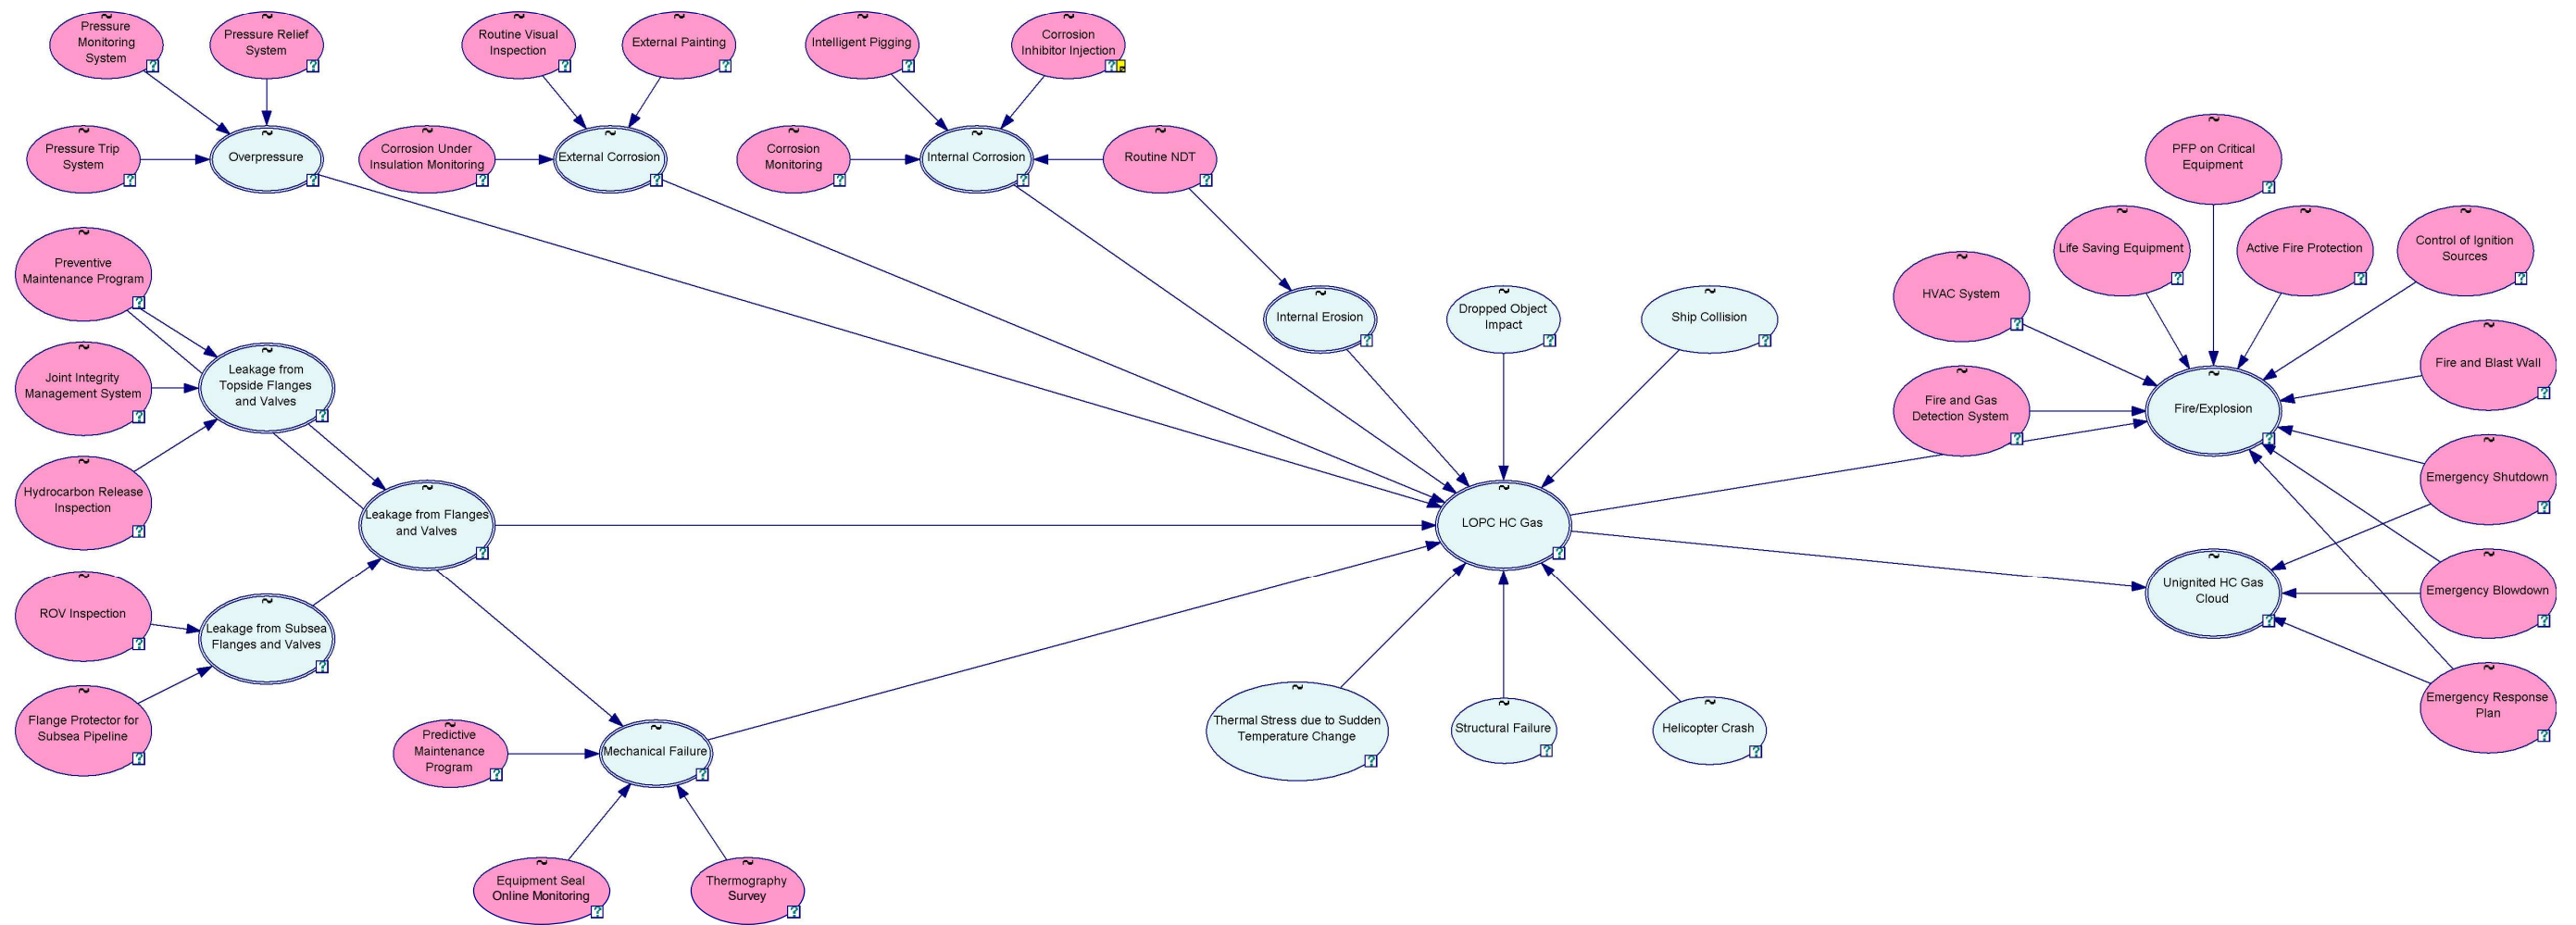 Pressure
Monitoring
System
Pressure Relief
System
Routine Visual
Inspection
External Painting
Intelligent Pigging
Corrosion
Inhibitor Injection
Pressure Trip
System
Overpressure
Corrosion Under
Insulation Monitoring
External Corrosion
Corrosion
Monitoring
Internal Corrosion
Routine NDT
PFP on Critical
Equipment
Preventive
Maintenance Program
Life Saving Equipment
Active Fire Protection
Control of Ignition
Sources
HVAC System
Internal Erosion
Dropped Object
Impact
Ship Collision
Joint Integrity
Management System
Leakage from
Topside Flanges
and Valves
Fire and Gas
Detection System
Fire/Explosion
Fire and Blast Wall
Hydrocarbon Release
Inspection
Leakage from Flanges
and Valves
LOPC HC Gas
Emergency Shutdown
ROV Inspection
Leakage from Subsea
Flanges and Valves
Unignited HC Gas
Cloud
Emergency Blowdown
Flange Protector for
Subsea Pipeline
Predictive
Maintenance
Program
Mechanical Failure
Thermal Stress due to Sudden
Temperature Change
Structural Failure
Helicopter Crash
Emergency Response
Plan
Equipment Seal
Online Monitoring
Thermography
Survey